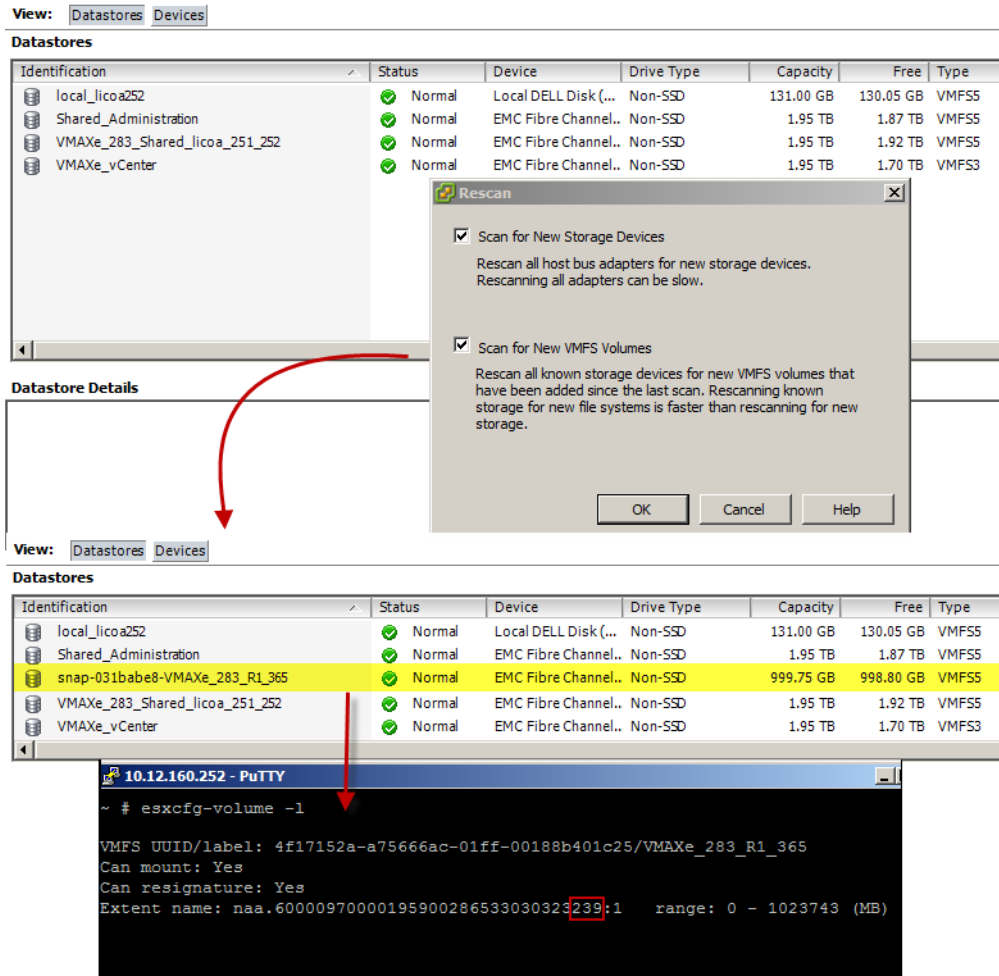 View: Datastores Devices
Datastores
Identification Status Device Drive Type Capacity Free Type
local_licoa252 Normal Local DELL Disk (... Non-SSD 131.00 GB 130.05 GB VMFS5
Shared_Administration Normal EMC Fibre Channel... Non-SSD 1.95 TB 1.87 TB VMFS5
VMAXe_283_Shared_licoa_251_252 Normal EMC Fibre Channel... Non-SSD 1.95 TB 1.92 TB VMFS5
VMAXe_vCenter Normal EMC Fibre Channel... Non-SSD 1.95 TB 1.70 TB VMFS3
Rescan
Scan for New Storage Devices
Rescan all host bus adapters for new storage devices.
Rescanning all adapters can be slow.
Scan for New VMFS Volumes
Rescan all known storage devices for new VMFS volumes that
have been added since the last scan. Rescanning known
storage for new file systems is faster than rescanning for new
storage.
OK Cancel Help
Datastore Details
View: Datastores Devices
Datastores
Identification Status Device Drive Type Capacity Free Type
local_licoa252 Normal Local DELL Disk (... Non-SSD 131.00 GB 130.05 GB VMFS5
Shared_Administration Normal EMC Fibre Channel... Non-SSD 1.95 TB 1.87 TB VMFS5
snap-031babe8-VMAXe_283_R1_365 Normal EMC Fibre Channel... Non-SSD 999.75 GB 998.80 GB VMFS5
VMAXe_283_Shared_licoa_251_252 Normal EMC Fibre Channel... Non-SSD 1.95 TB 1.92 TB VMFS5
VMAXe_vCenter Normal EMC Fibre Channel... Non-SSD 1.95 TB 1.70 TB VMFS3
10.12.160.252 - PuTTY
~ # esxcfg-volume -l
VMFS UUID/label: 4f17152a-a75666ac-01ff-00188b401c25/VMAXe_283_R1_365
Can mount: Yes
Can resignature: Yes
Extent name: naa.60000970000195900286533030323239:1 range: 0 - 1023743 (MB)